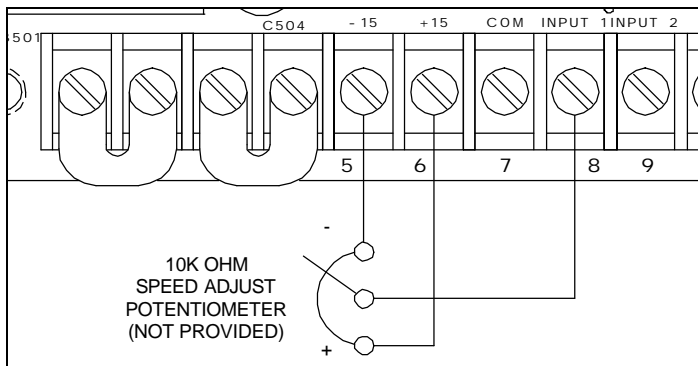 C504 -15 +15 COM INPUT 1 INPUT 2
501
5 6 7 8 9
-
10K OHM
SPEED ADJUST
POTENTIOMETER
(NOT PROVIDED)
+